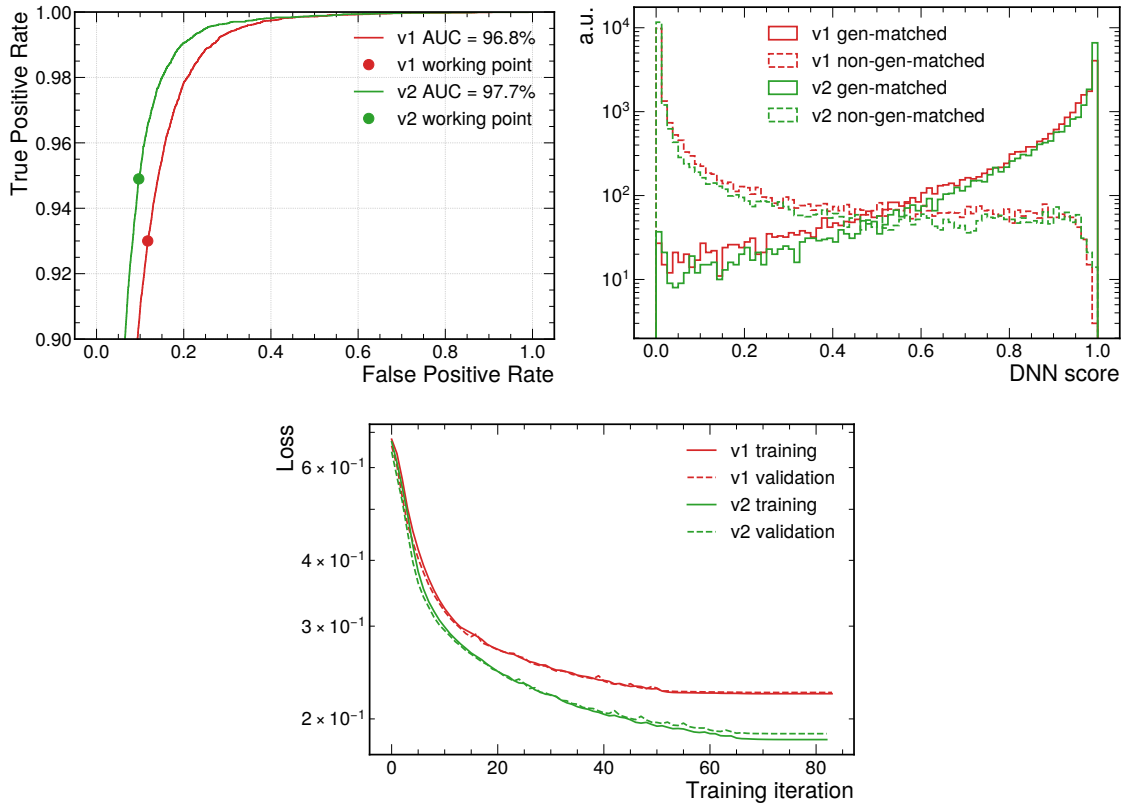 True Positive Rate
1.00
0.98
0.96
0.94
0.92
0.90
v1 AUC = 96.8%
v1 working point
v2 AUC = 97.7%
v2 working point
0.0 0.2 0.4 0.6 0.8 1.0
False Positive Rate
a.u.
10⁴
10³
10²
10¹
v1 gen-matched
v1 non-gen-matched
v2 gen-matched
v2 non-gen-matched
0.0 0.2 0.4 0.6 0.8 1.0
DNN score
Loss
6 × 10⁻¹
4 × 10⁻¹
3 × 10⁻¹
2 × 10⁻¹
v1 training
v1 validation
v2 training
v2 validation
0 20 40 60 80
Training iteration